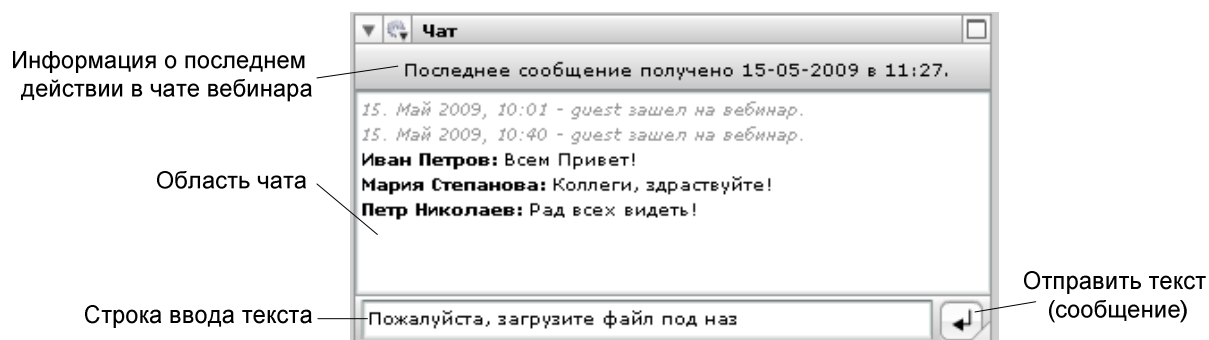 Чат
Информация о последнем
действии в чате вебинара
Последнее сообщение получено 15-05-2009 в 11:27.
15. Май 2009, 10:01 - guest зашел на вебинар.
15. Май 2009, 10:40 - guest зашел на вебинар.
Иван Петров: Всем Привет!
Область чата
Мария Степанова: Коллеги, здраствуйте!
Петр Николаев: Рад всех видеть!
Строка ввода текста
Пожалуйста, загрузите файл под наз
Отправить текст
(сообщение)